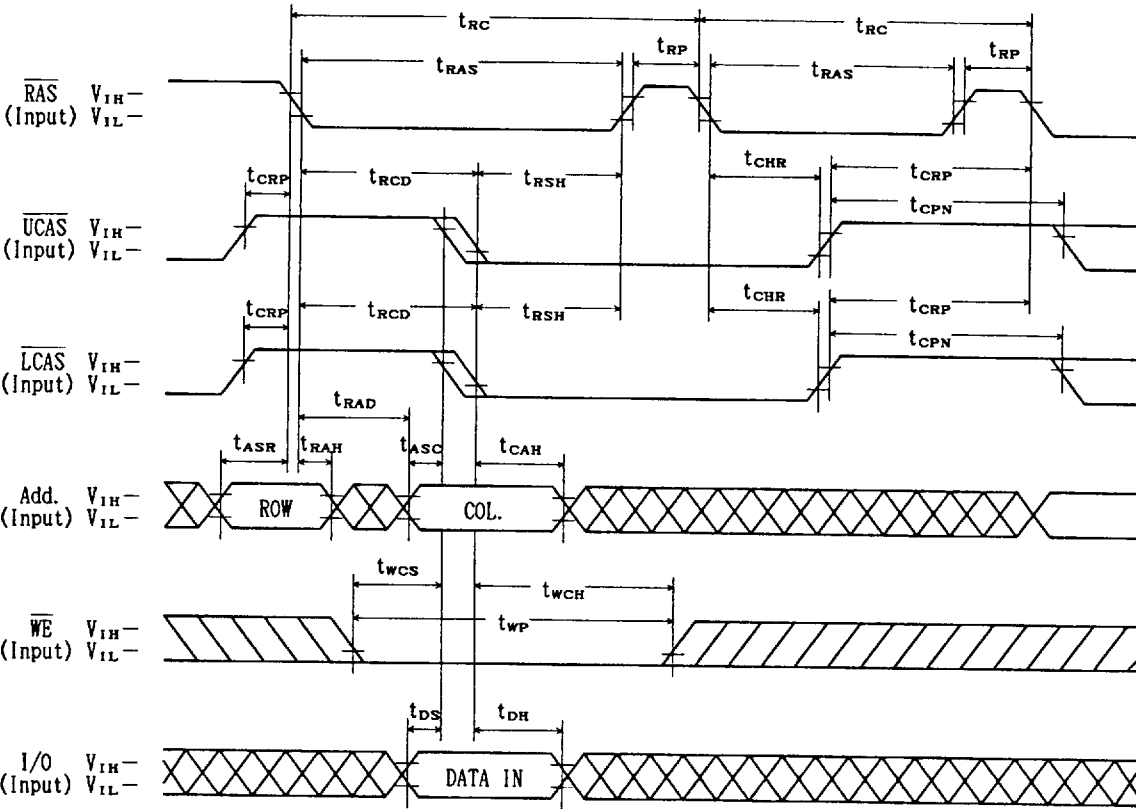 tRC tRC
tRAS tRP tRAS tRP
RAS VIH
(Input) VIL
tCRP tRCD tRSH tCHR tCRP
tCPN
UCAS VIH
(Input) VIL
tCRP tRCD tRSH tCHR tCRP
tCPN
LCAS VIH
(Input) VIL
tRAD
tASR tRAH tASC tCAH
Add. VIH
(Input) VIL
ROW COL.
tWCS tWCH
tWP
WE VIH
(Input) VIL
tDS tDH
I/O VIH
(Input) VIL
DATA IN